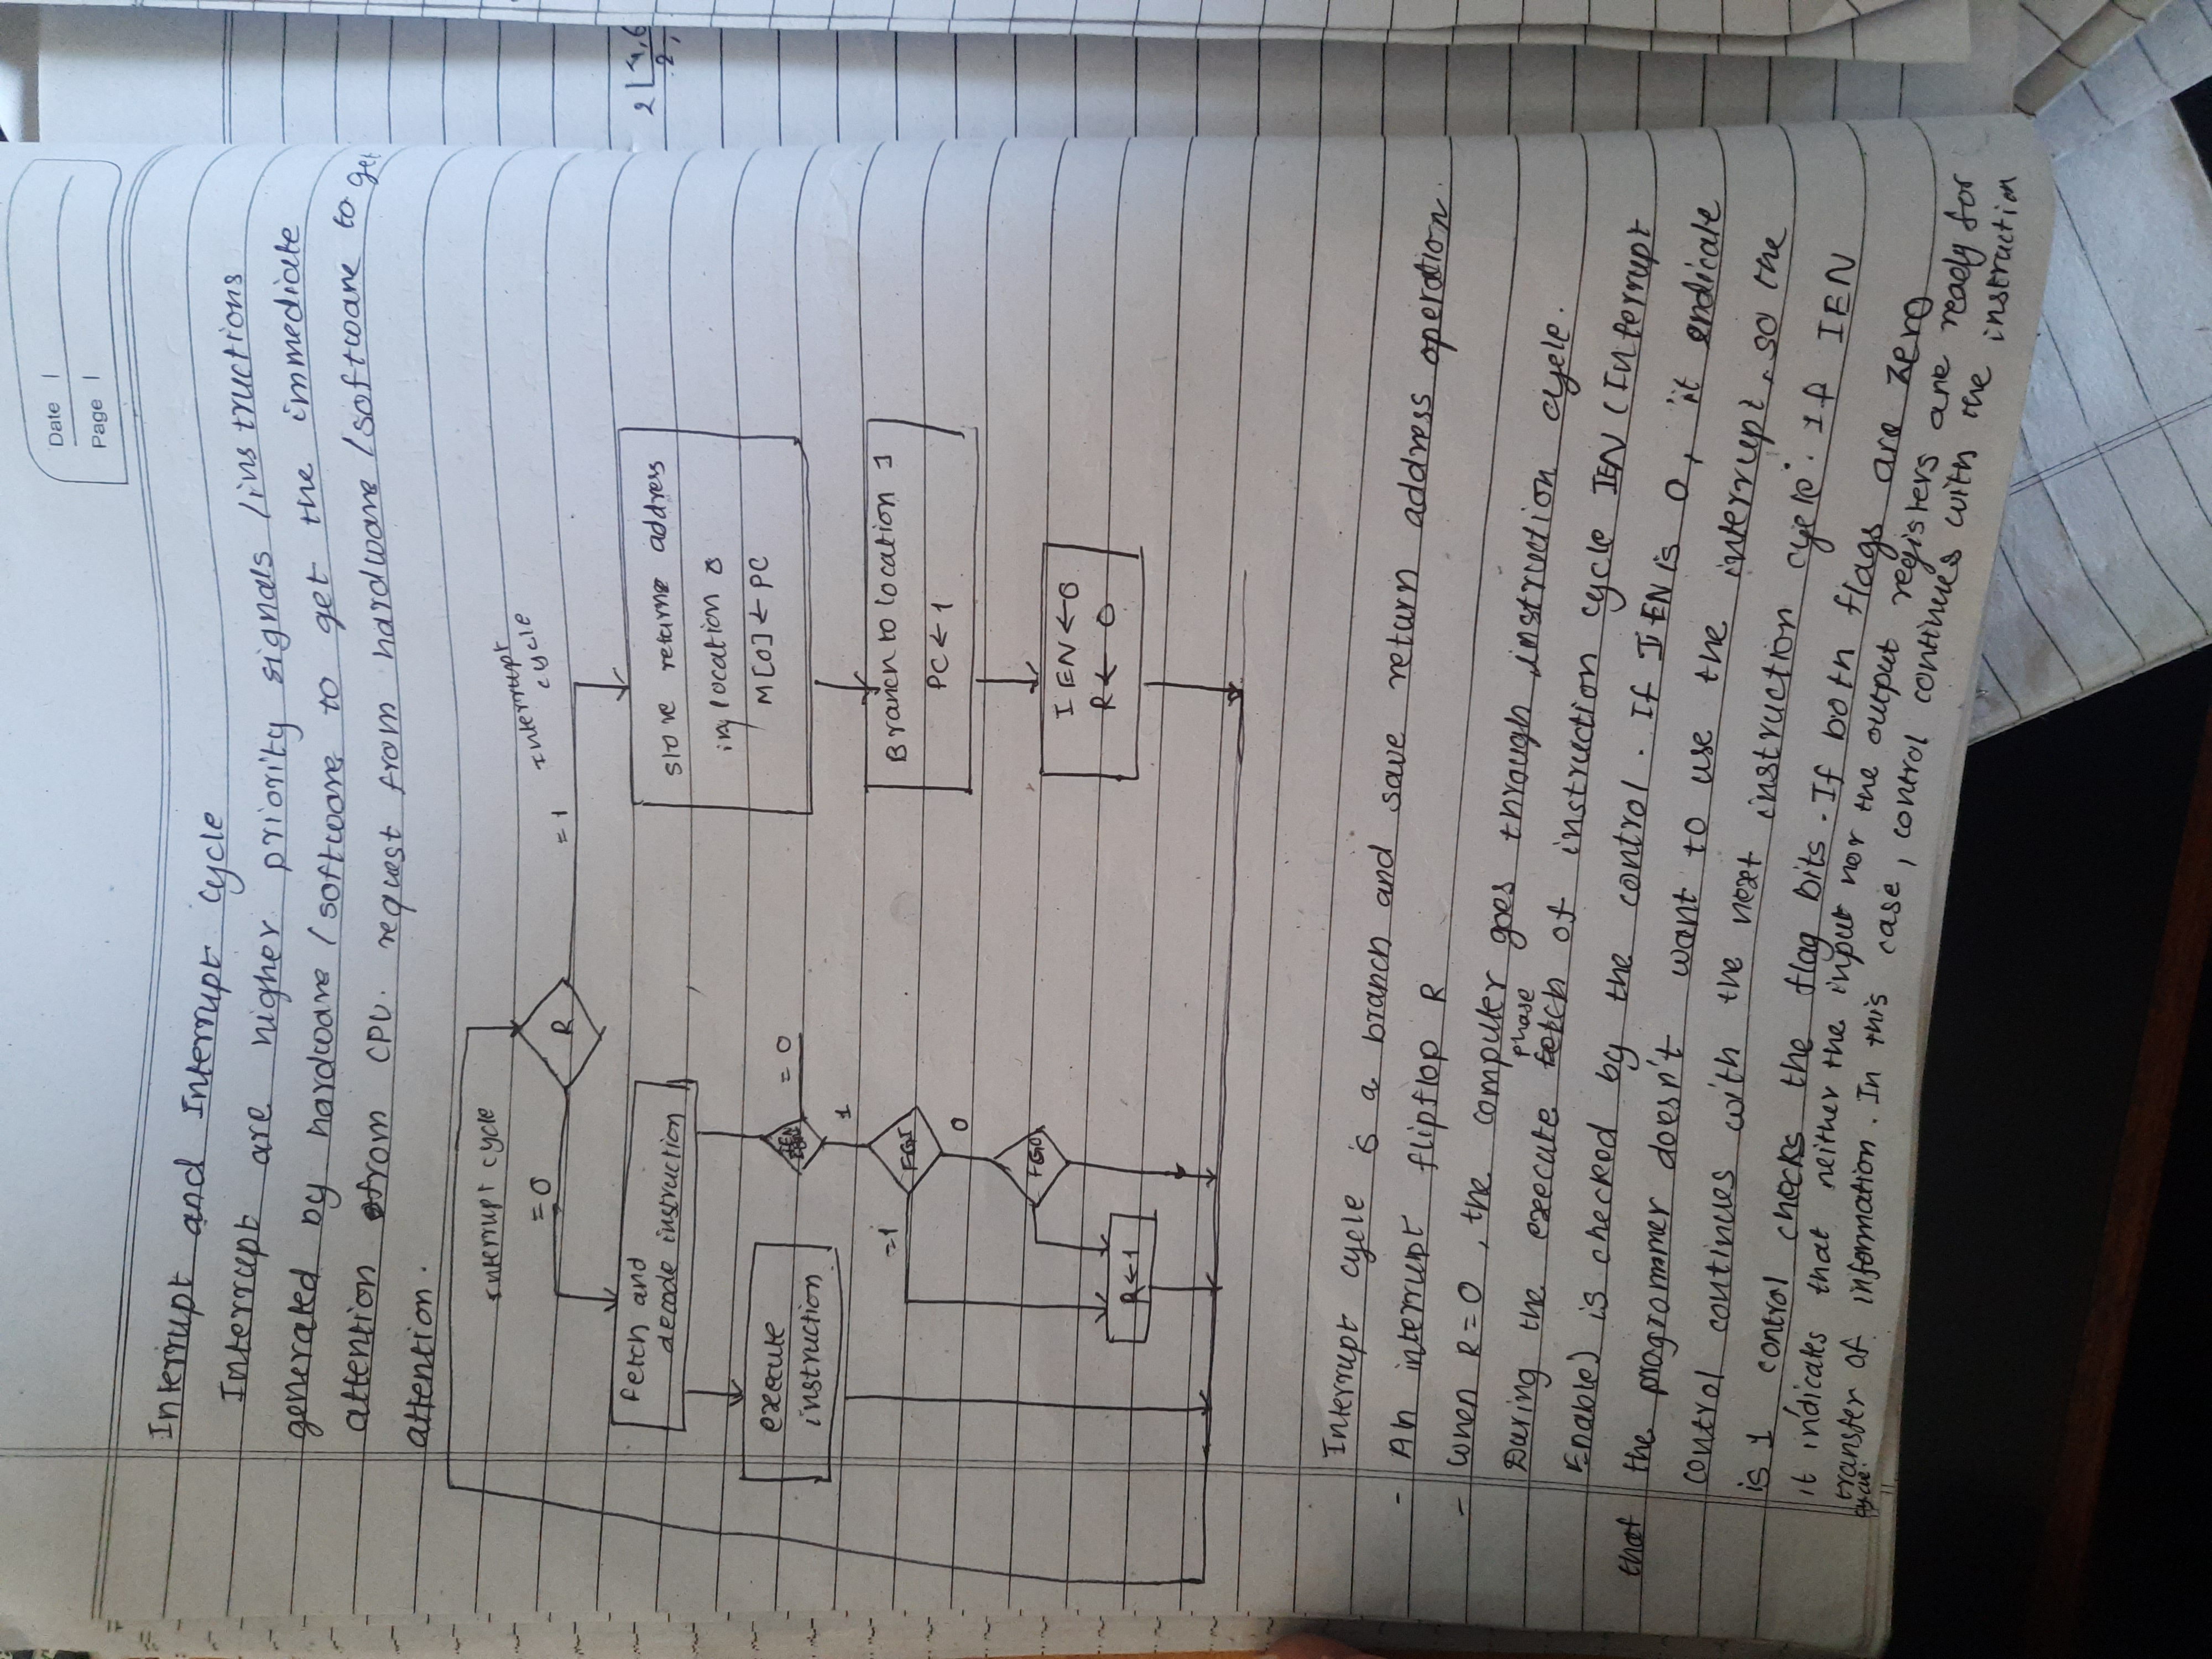 Date
Page
Interrupt and Interrupt cycle
Interrupt are higher priority signals / instructions
generated by hardware / software to get the immediate
attention from CPU. request from hardware / software to get
attention.
Interrupt cycle
Interrupt
cycle
=0
R
=1
Fetch and
decode instruction
Store return address
in location 0
M[0] ← PC
execute
instruction
IEN
=0
1
Branch to location 1
PC ← 1
=1
FGI
0
FGO
IEN ← 0
R ← 0
R ← 1
2 4, 6
2,
Interrupt cycle is a branch and save return address operation.
- An interrupt flipflop R
- When R = 0, the computer goes through instruction cycle.
During the execute phase of instruction cycle IEN (Interrupt
Enable) is checked by the control. If IEN is 0, it endicate
that the programmer doesn't want to use the interrupt, so the
control continues with the next instruction cycle. If IEN
is 1, control checks the flag bits. If both flags are zero
it indicates that neither the input nor the output registers are ready for
transfer of information. In this case, control continues with the instruction
cycle.